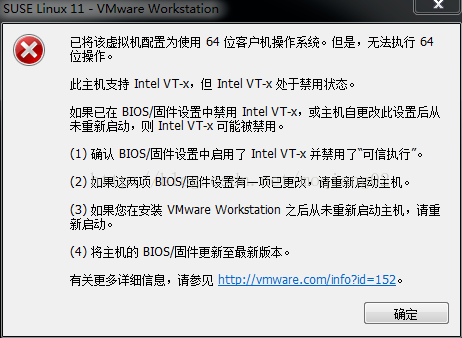 SUSE Linux 11 - VMware Workstation
已将该虚拟机配置为使用 64 位客户机操作系统。但是，无法执行 64
位操作。
此主机支持 Intel VT-x，但 Intel VT-x 处于禁用状态。
如果已在 BIOS/固件设置中禁用 Intel VT-x，或主机自更改此设置后从
未重新启动，则 Intel VT-x 可能被禁用。
(1) 确认 BIOS/固件设置中启用了 Intel VT-x 并禁用了“可信执行”。
(2) 如果这两项 BIOS/固件设置有一项已更改，请重新启动主机。
(3) 如果您在安装 VMware Workstation 之后从未重新启动主机，请重
新启动。
(4) 将主机的 BIOS/固件更新至最新版本。
有关更多详细信息，请参见 http://vmware.com/info?id=152。
确定